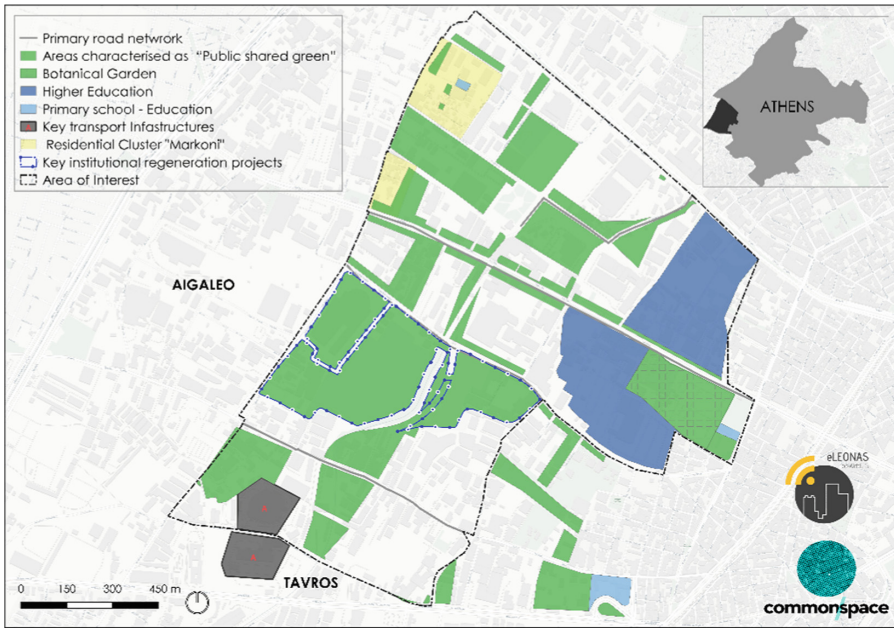 Primary road netwrok
Areas characterised as "Public shared green"
Botanical Garden
Higher Education
Primary school - Education
Key transport Infastructures
Residential Cluster "Markoni"
Key institutional regeneration projects
Area of Interest
ATHENS
AIGALEO
TAVROS
0 150 300 450 m
eLEONAS
commonspace